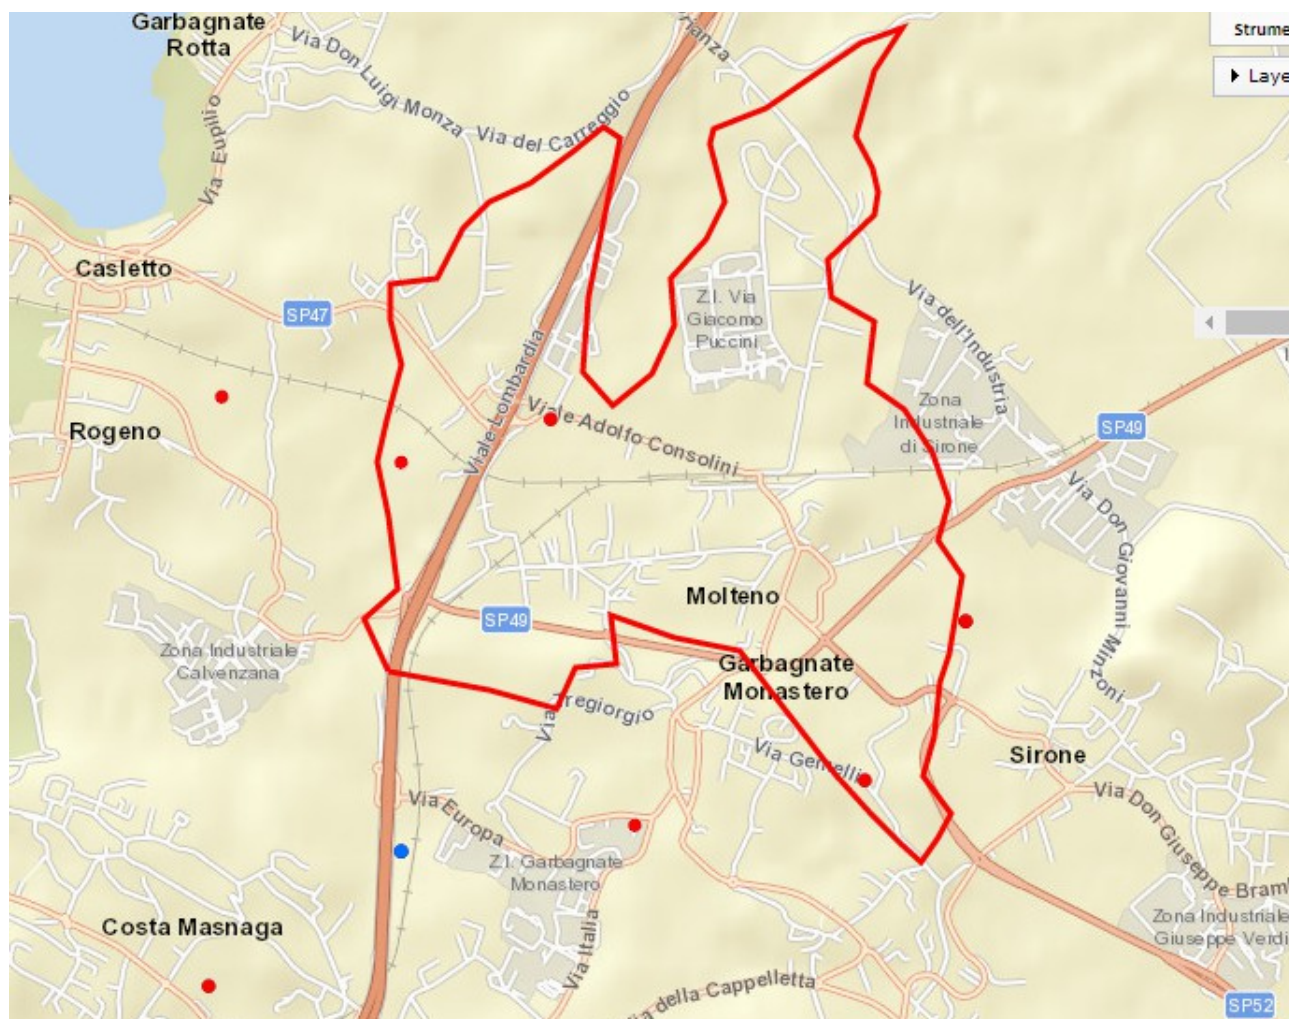 Garbagnate
Rotta
Strume
Laye
Via Don Luigi Monza
Via del Carreggio
Via Eupilio
Casletto
SP47
Z.I. Via
Giacomo
Puccini
Via dell'Industria
Viale Lombardia
Viale Adolfo Consolini
Zona
Industriale
di Sirone
SP49
Rogeno
Via Don Giovanni Minzoni
Molteno
SP49
Zona Industriale
Calvenzana
Garbagnate
Monastero
Via Tregiorgio
Via Gemelli
Sirone
Via Europa
Via Don Giuseppe Bramb
Z.I. Garbagnate
Monastero
Costa Masnaga
Via Italia
Zona Industriale
Giuseppe Verdi
della Cappelletta
SP52